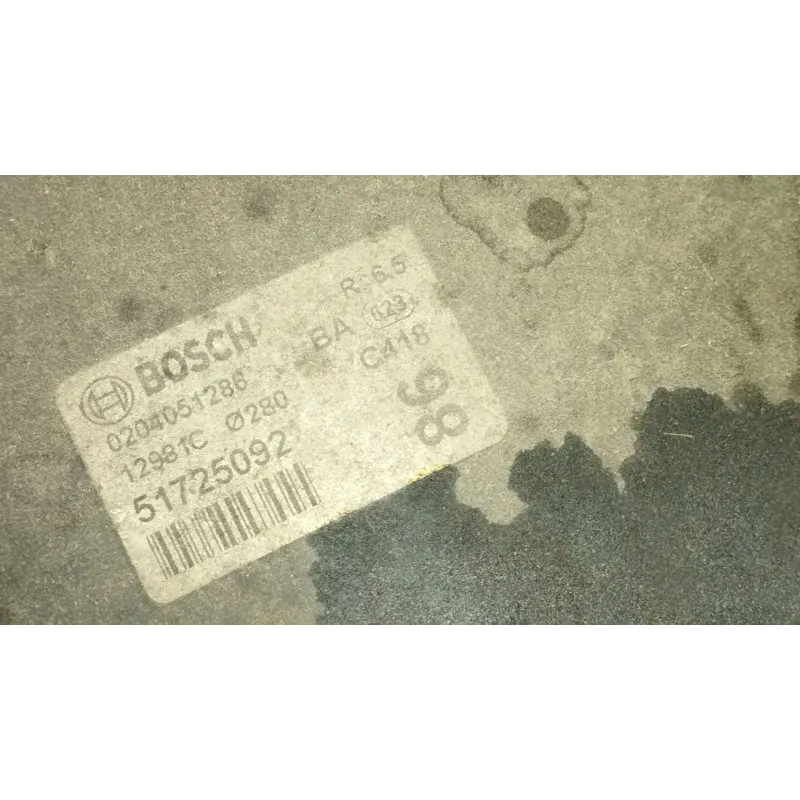 BOSCH
0204051286
12981C Ø280
51725092
R 6.5
BA 623
C418
98